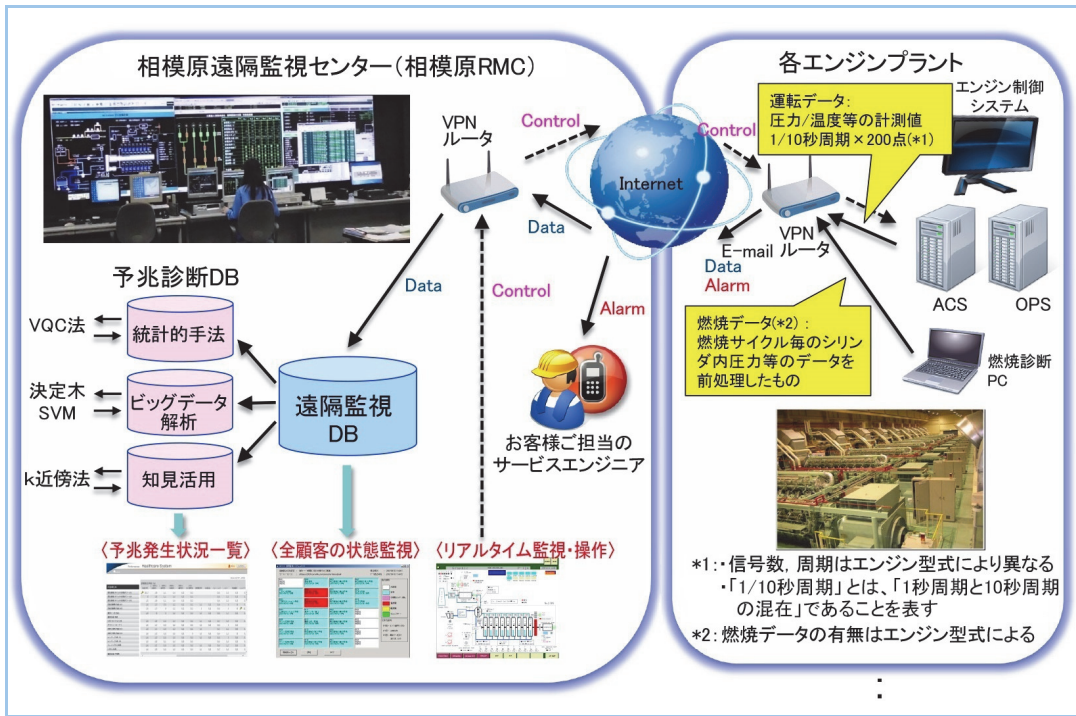 相模原遠隔監視センター(相模原RMC)
VPN
ルータ
Control
Internet
Data
Data
Control
Alarm
予兆診断DB
VQC法
統計的手法
決定木
SVM
ビッグデータ
解析
k近傍法
知見活用
遠隔監視
DB
お客様ご担当の
サービスエンジニア
〈予兆発生状況一覧〉
〈全顧客の状態監視〉
〈リアルタイム監視・操作〉
各エンジンプラント
エンジン制御
システム
運転データ:
圧力/温度等の計測値
1/10秒周期×200点(*1)
Control
VPN
ルータ
E-mail
Data
Alarm
ACS
OPS
燃焼データ(*2):
燃焼サイクル毎のシリン
ダ内圧力等のデータを
前処理したもの
燃焼診断
PC
*1:・信号数,周期はエンジン型式により異なる
・「1/10秒周期」とは、「1秒周期と10秒周期
の混在」であることを表す
*2:燃焼データの有無はエンジン型式による
: